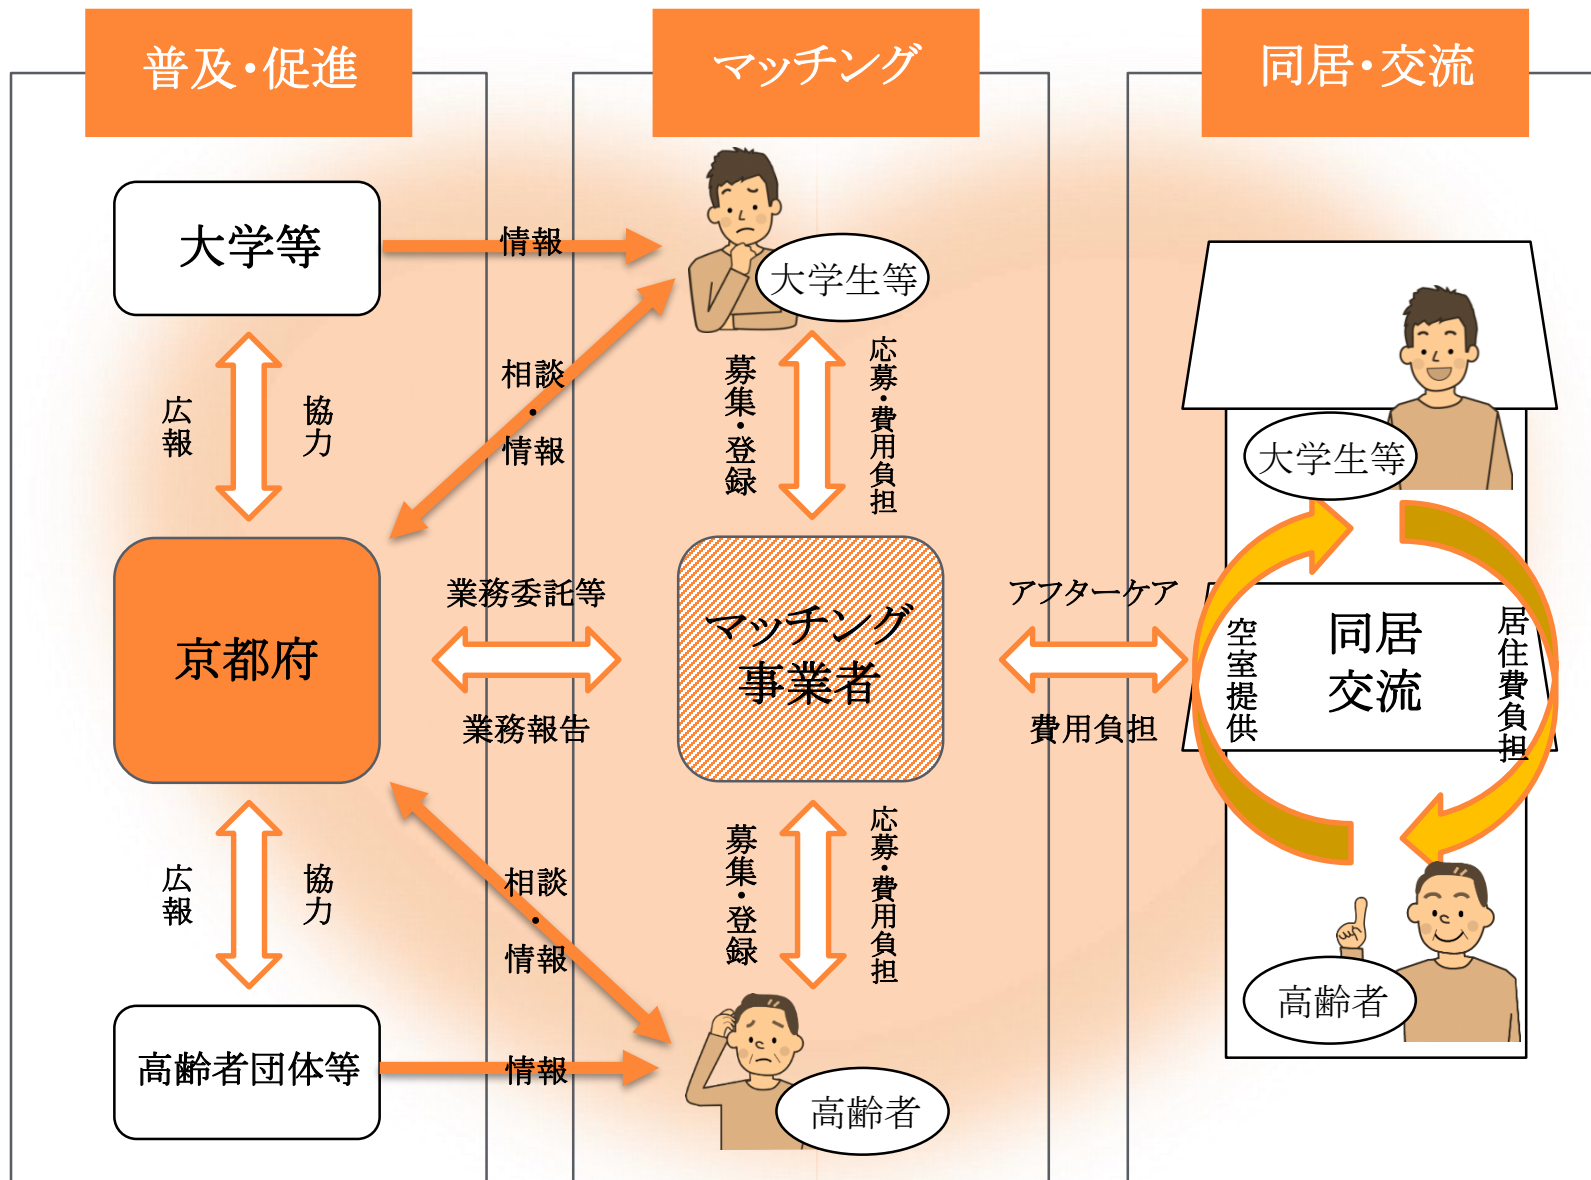 普及・促進
マッチング
同居・交流
大学等
情報
大学生等
広報
協力
相談
・
情報
募集・登録
応募・費用負担
大学生等
京都府
業務委託等
業務報告
マッチング
事業者
アフターケア
費用負担
空室提供
同居
交流
居住費負担
広報
協力
相談
・
情報
募集・登録
応募・費用負担
高齢者団体等
情報
高齢者
高齢者